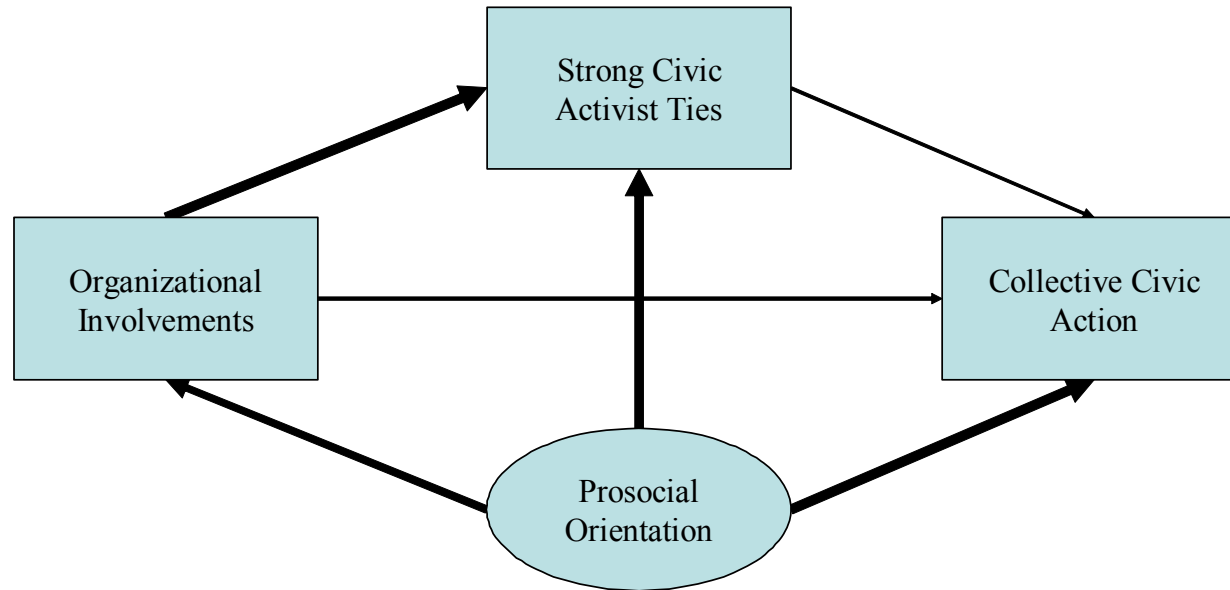 Strong Civic
Activist Ties
Organizational
Involvements
Collective Civic
Action
Prosocial
Orientation